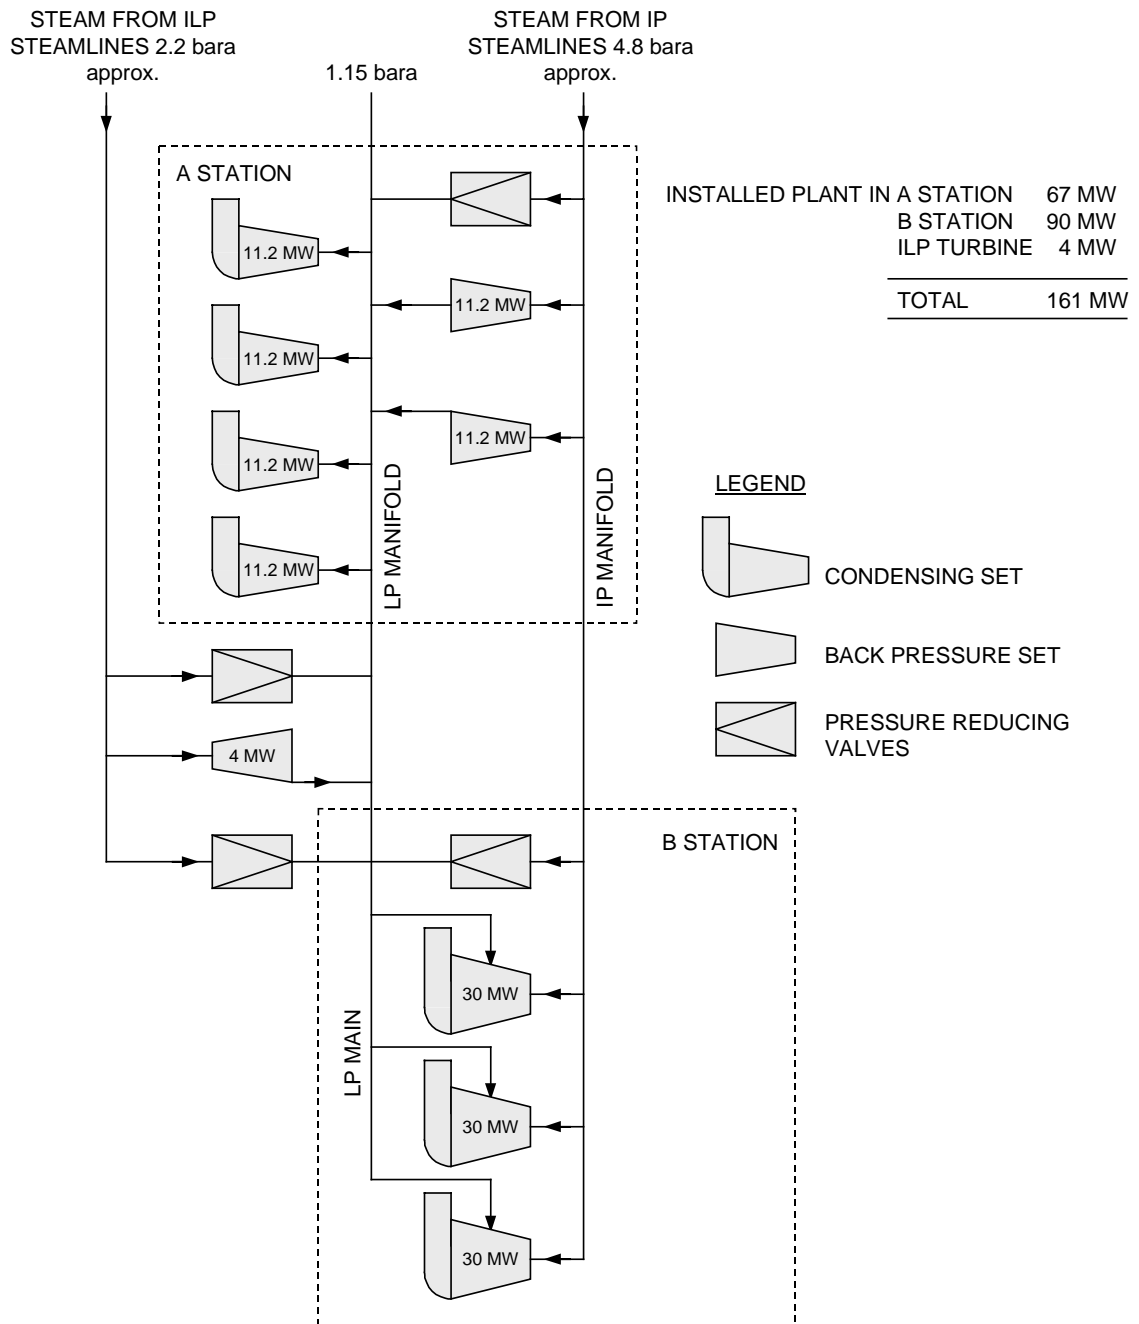 STEAM FROM ILP
STEAMLINES 2.2 bara
approx.
1.15 bara
STEAM FROM IP
STEAMLINES 4.8 bara
approx.
A STATION
11.2 MW
11.2 MW
11.2 MW
11.2 MW
11.2 MW
11.2 MW
LP MANIFOLD
IP MANIFOLD
INSTALLED PLANT IN A STATION 67 MW
B STATION 90 MW
ILP TURBINE 4 MW
TOTAL 161 MW
LEGEND
CONDENSING SET
BACK PRESSURE SET
PRESSURE REDUCING
VALVES
4 MW
B STATION
LP MAIN
30 MW
30 MW
30 MW